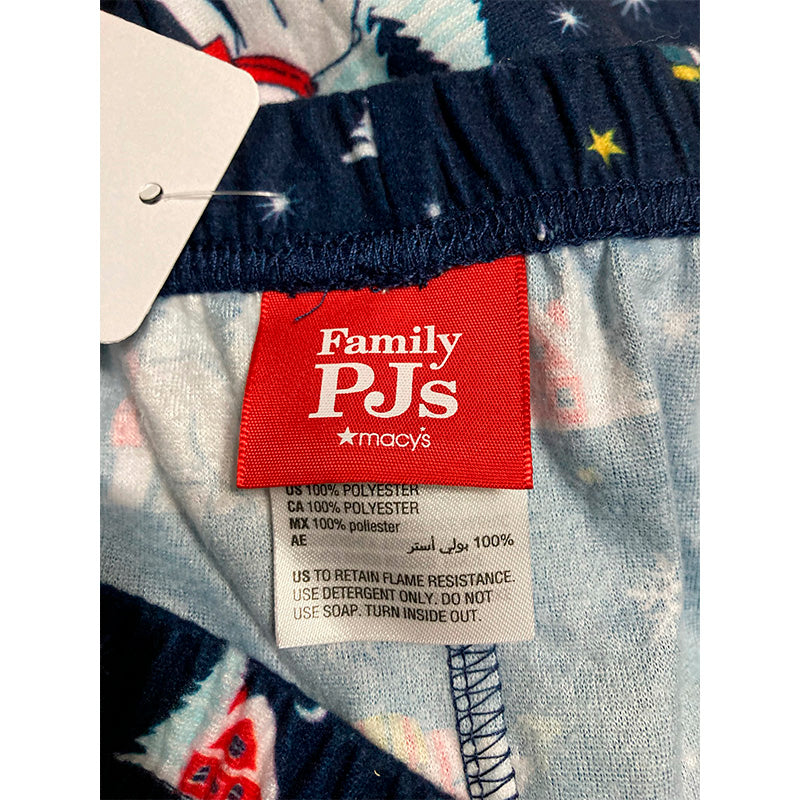 Family
PJs
★macy's
US 100% POLYESTER
CA 100% POLYESTER
MX 100% poliester
AE 100% بولي أستر
US TO RETAIN FLAME RESISTANCE.
USE DETERGENT ONLY. DO NOT
USE SOAP. TURN INSIDE OUT.